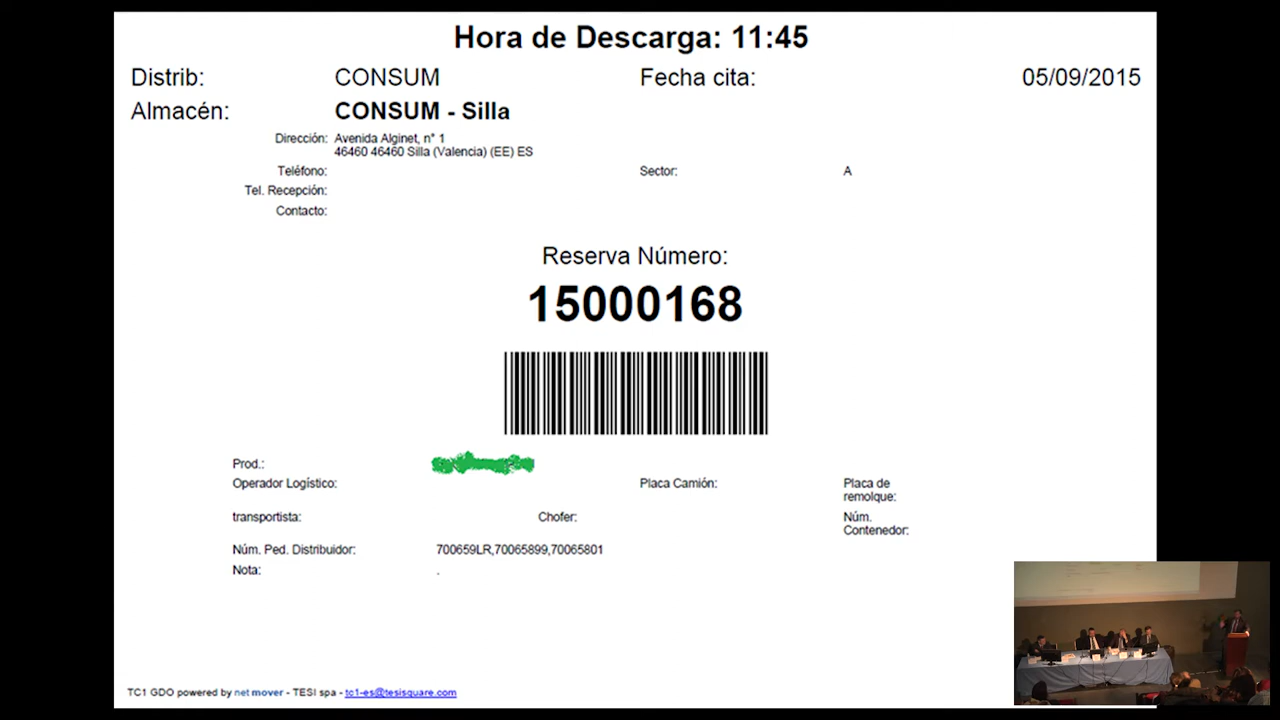 Hora de Descarga: 11:45
Distrib: CONSUM Fecha cita: 05/09/2015
Almacén: CONSUM - Silla
Dirección: Avenida Alginet, n° 1
46460 46460 Silla (Valencia) (EE) ES
Teléfono: Sector: A
Tel. Recepción:
Contacto:
Reserva Número:
15000168
Prod.:
Operador Logístico: Placa Camión: Placa de
remolque:
transportista: Chofer: Núm.
Contenedor:
Núm. Ped. Distribuidor: 700659LR,70065899,70065801
Nota: .
TC1 GDO powered by net mover - TESI spa - tc1-es@tesisquare.com